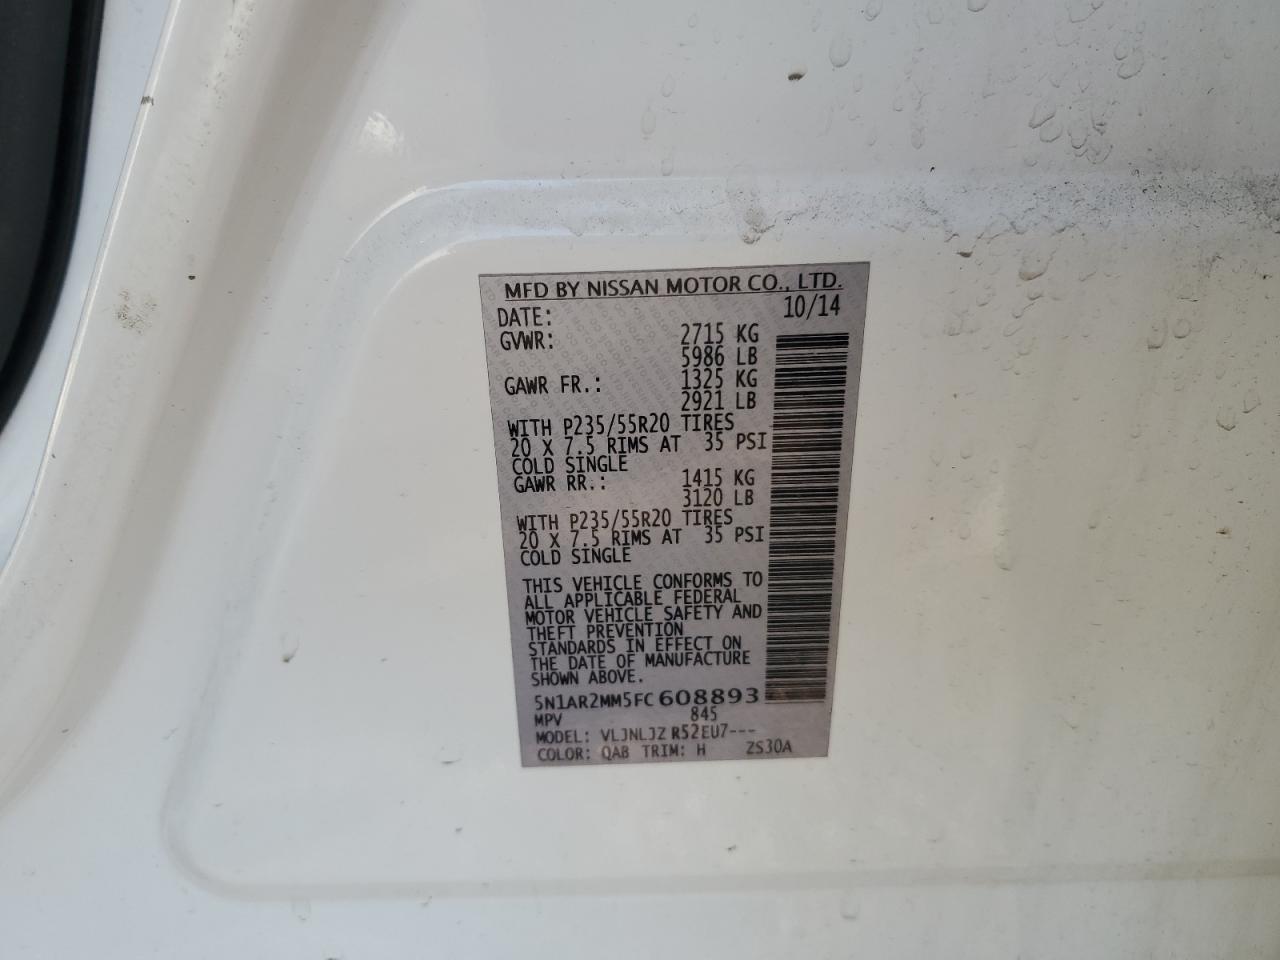 MFD BY NISSAN MOTOR CO., LTD.
DATE: 10/14
GVWR: 2715 KG
5986 LB
GAWR FR.: 1325 KG
2921 LB
WITH P235/55R20 TIRES
20 X 7.5 RIMS AT 35 PSI
COLD SINGLE
GAWR RR.: 1415 KG
3120 LB
WITH P235/55R20 TIRES
20 X 7.5 RIMS AT 35 PSI
COLD SINGLE
THIS VEHICLE CONFORMS TO
ALL APPLICABLE FEDERAL
MOTOR VEHICLE SAFETY AND
THEFT PREVENTION
STANDARDS IN EFFECT ON
THE DATE OF MANUFACTURE
SHOWN ABOVE.
5N1AR2MM5FC608893
MPV 845
MODEL: VLJNLJZ R52EU7---
COLOR: QAB TRIM: H ZS30A